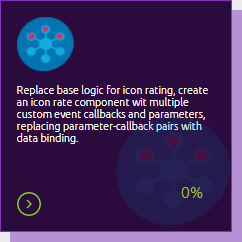 Replace base logic for icon rating, create
an icon rate component wit multiple
custom event callbacks and parameters,
replacing parameter-callback pairs with
data binding.
0%